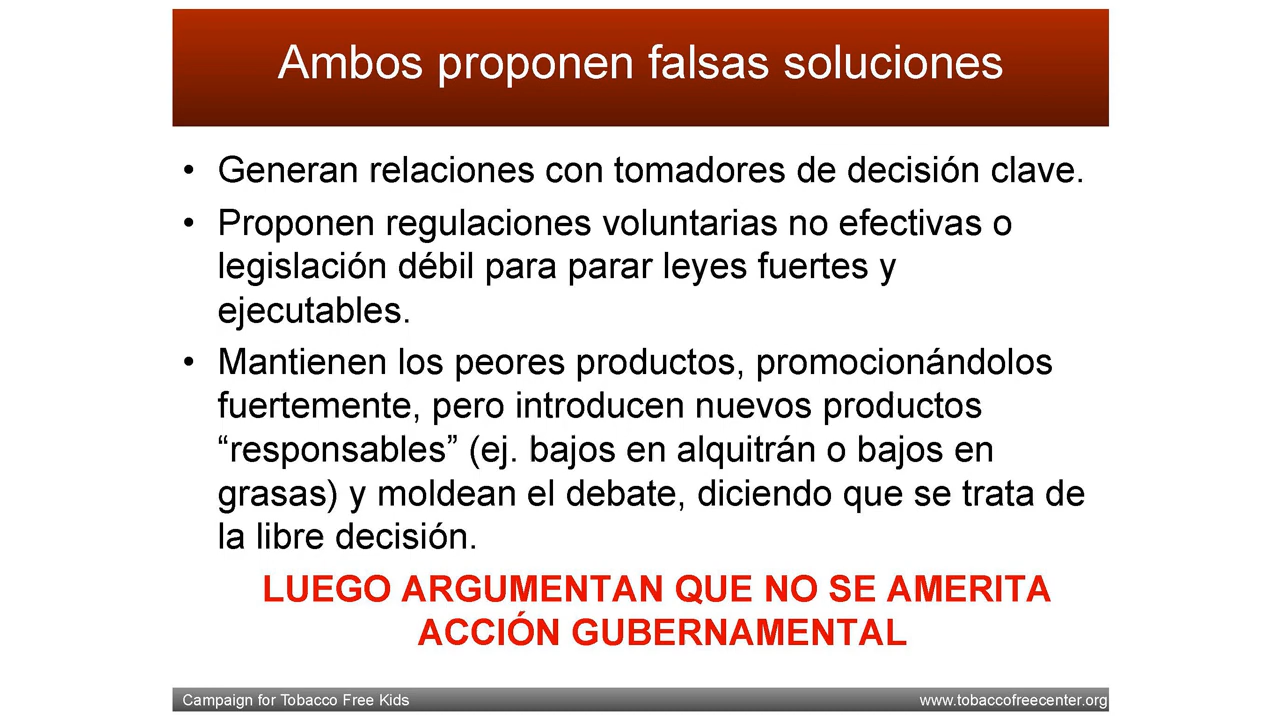 Ambos proponen falsas soluciones
• Generan relaciones con tomadores de decisión clave.
• Proponen regulaciones voluntarias no efectivas o
legislación débil para parar leyes fuertes y
ejecutables.
• Mantienen los peores productos, promocionándolos
fuertemente, pero introducen nuevos productos
“responsables” (ej. bajos en alquitrán o bajos en
grasas) y moldean el debate, diciendo que se trata de
la libre decisión.
LUEGO ARGUMENTAN QUE NO SE AMERITA
ACCIÓN GUBERNAMENTAL
Campaign for Tobacco Free Kids
www.tobaccofreecenter.org